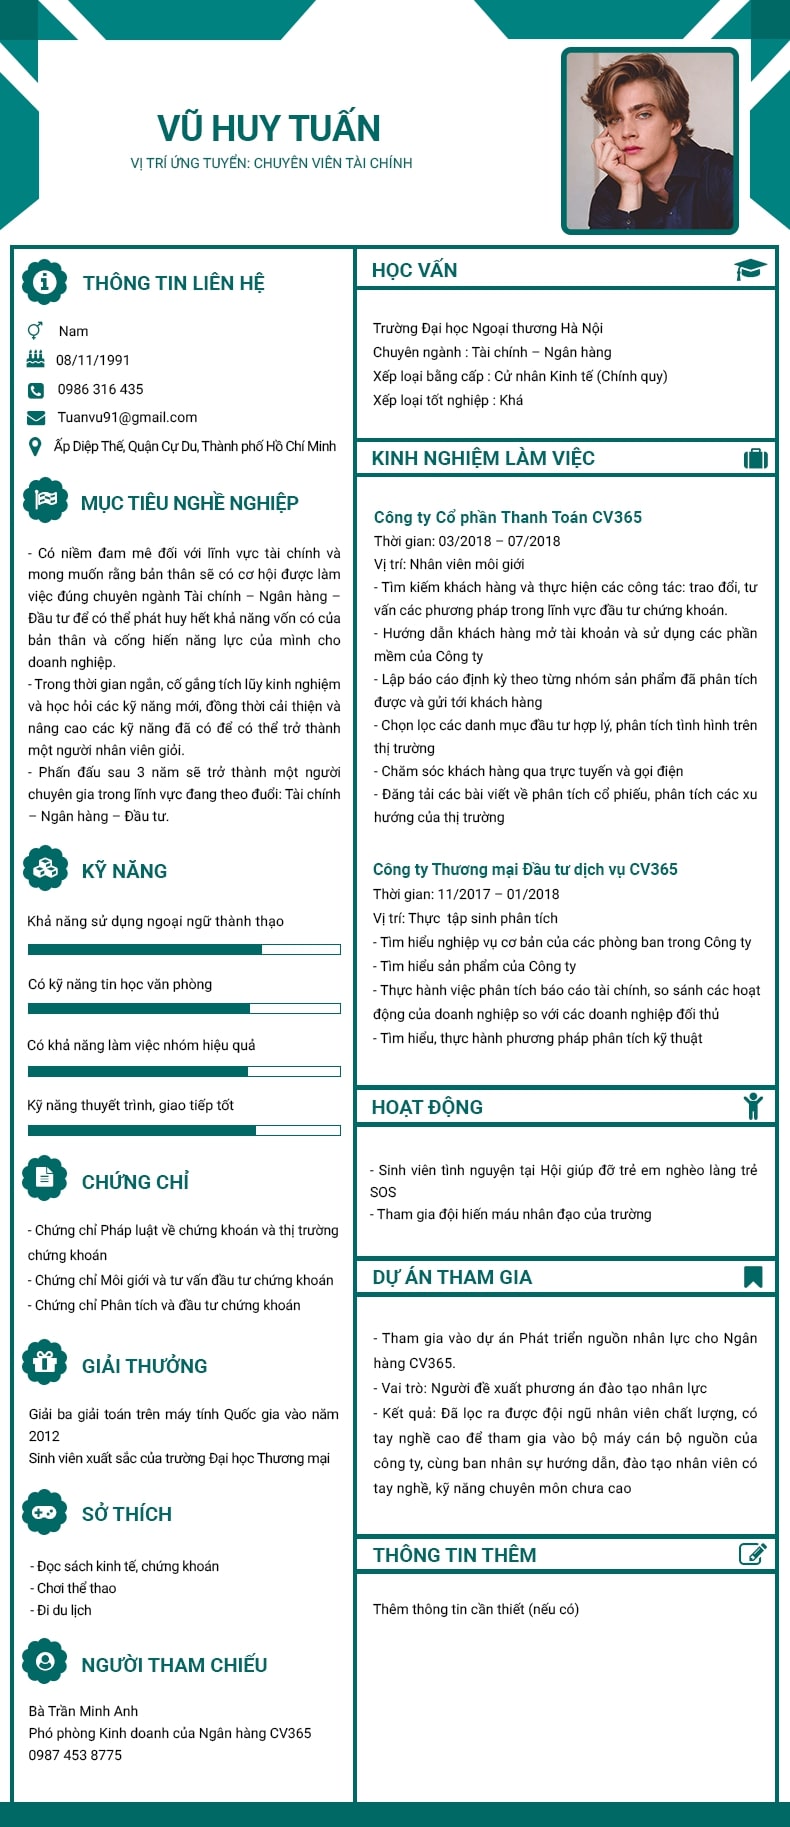 VŨ HUY TUẤN
VỊ TRÍ ỨNG TUYỂN: CHUYÊN VIÊN TÀI CHÍNH
THÔNG TIN LIÊN HỆ
Nam
08/11/1991
0986 316 435
Tuanvu91@gmail.com
Ấp Diệp Thế, Quận Cự Du, Thành phố Hồ Chí Minh
MỤC TIÊU NGHỀ NGHIỆP
- Có niềm đam mê đối với lĩnh vực tài chính và
mong muốn rằng bản thân sẽ có cơ hội được làm
việc đúng chuyên ngành Tài chính – Ngân hàng –
Đầu tư để có thể phát huy hết khả năng vốn có của
bản thân và cống hiến năng lực của mình cho
doanh nghiệp.
- Trong thời gian ngắn, cố gắng tích lũy kinh nghiệm
và học hỏi các kỹ năng mới, đồng thời cải thiện và
nâng cao các kỹ năng đã có để có thể trở thành
một người nhân viên giỏi.
- Phấn đấu sau 3 năm sẽ trở thành một người
chuyên gia trong lĩnh vực đang theo đuổi: Tài chính
– Ngân hàng – Đầu tư.
KỸ NĂNG
Khả năng sử dụng ngoại ngữ thành thạo
Có kỹ năng tin học văn phòng
Có khả năng làm việc nhóm hiệu quả
Kỹ năng thuyết trình, giao tiếp tốt
CHỨNG CHỈ
- Chứng chỉ Pháp luật về chứng khoán và thị trường
chứng khoán
- Chứng chỉ Môi giới và tư vấn đầu tư chứng khoán
- Chứng chỉ Phân tích và đầu tư chứng khoán
GIẢI THƯỞNG
Giải ba giải toán trên máy tính Quốc gia vào năm
2012
Sinh viên xuất sắc của trường Đại học Thương mại
SỞ THÍCH
- Đọc sách kinh tế, chứng khoán
- Chơi thể thao
- Đi du lịch
NGƯỜI THAM CHIẾU
Bà Trần Minh Anh
Phó phòng Kinh doanh của Ngân hàng CV365
0987 453 8775
HỌC VẤN
Trường Đại học Ngoại thương Hà Nội
Chuyên ngành : Tài chính – Ngân hàng
Xếp loại bằng cấp : Cử nhân Kinh tế (Chính quy)
Xếp loại tốt nghiệp : Khá
KINH NGHIỆM LÀM VIỆC
Công ty Cổ phần Thanh Toán CV365
Thời gian: 03/2018 – 07/2018
Vị trí: Nhân viên môi giới
- Tìm kiếm khách hàng và thực hiện các công tác: trao đổi, tư
vấn các phương pháp trong lĩnh vực đầu tư chứng khoán.
- Hướng dẫn khách hàng mở tài khoản và sử dụng các phần
mềm của Công ty
- Lập báo cáo định kỳ theo từng nhóm sản phẩm đã phân tích
được và gửi tới khách hàng
- Chọn lọc các danh mục đầu tư hợp lý, phân tích tình hình trên
thị trường
- Chăm sóc khách hàng qua trực tuyến và gọi điện
- Đăng tải các bài viết về phân tích cổ phiếu, phân tích các xu
hướng của thị trường
Công ty Thương mại Đầu tư dịch vụ CV365
Thời gian: 11/2017 – 01/2018
Vị trí: Thực tập sinh phân tích
- Tìm hiểu nghiệp vụ cơ bản của các phòng ban trong Công ty
- Tìm hiểu sản phẩm của Công ty
- Thực hành việc phân tích báo cáo tài chính, so sánh các hoạt
động của doanh nghiệp so với các doanh nghiệp đối thủ
- Tìm hiểu, thực hành phương pháp phân tích kỹ thuật
HOẠT ĐỘNG
- Sinh viên tình nguyện tại Hội giúp đỡ trẻ em nghèo làng trẻ
SOS
- Tham gia đội hiến máu nhân đạo của trường
DỰ ÁN THAM GIA
- Tham gia vào dự án Phát triển nguồn nhân lực cho Ngân
hàng CV365.
- Vai trò: Người đề xuất phương án đào tạo nhân lực
- Kết quả: Đã lọc ra được đội ngũ nhân viên chất lượng, có
tay nghề cao để tham gia vào bộ máy cán bộ nguồn của
công ty, cùng ban nhân sự hướng dẫn, đào tạo nhân viên có
tay nghề, kỹ năng chuyên môn chưa cao
THÔNG TIN THÊM
Thêm thông tin cần thiết (nếu có)